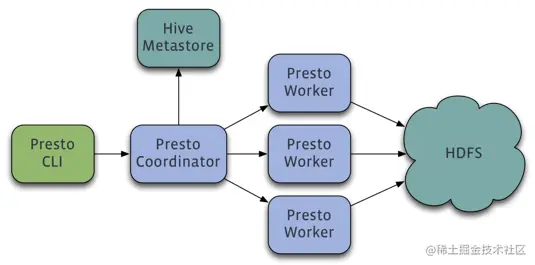 Hive
Metastore
Presto
CLI
Presto
Coordinator
Presto
Worker
Presto
Worker
Presto
Worker
HDFS
@稀土掘金技术社区